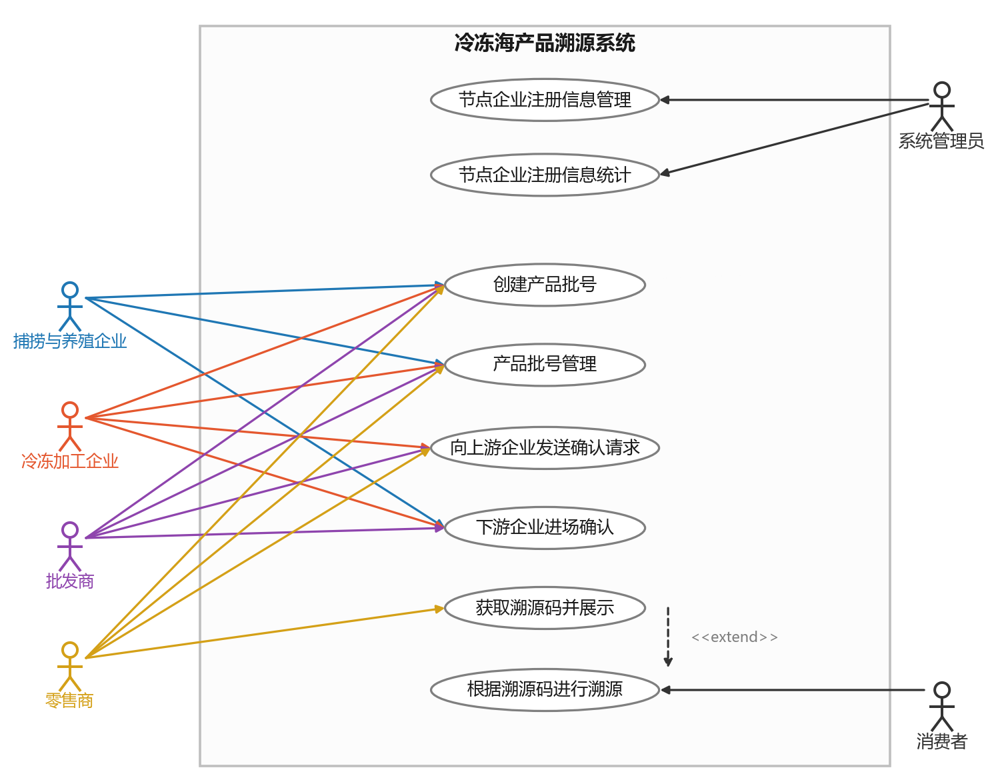 冷冻海产品溯源系统
节点企业注册信息管理
系统管理员
节点企业注册信息统计
创建产品批号
捕捞与养殖企业
产品批号管理
向上游企业发送确认请求
冷冻加工企业
下游企业进场确认
批发商
获取溯源码并展示
<<extend>>
根据溯源码进行溯源
零售商
消费者